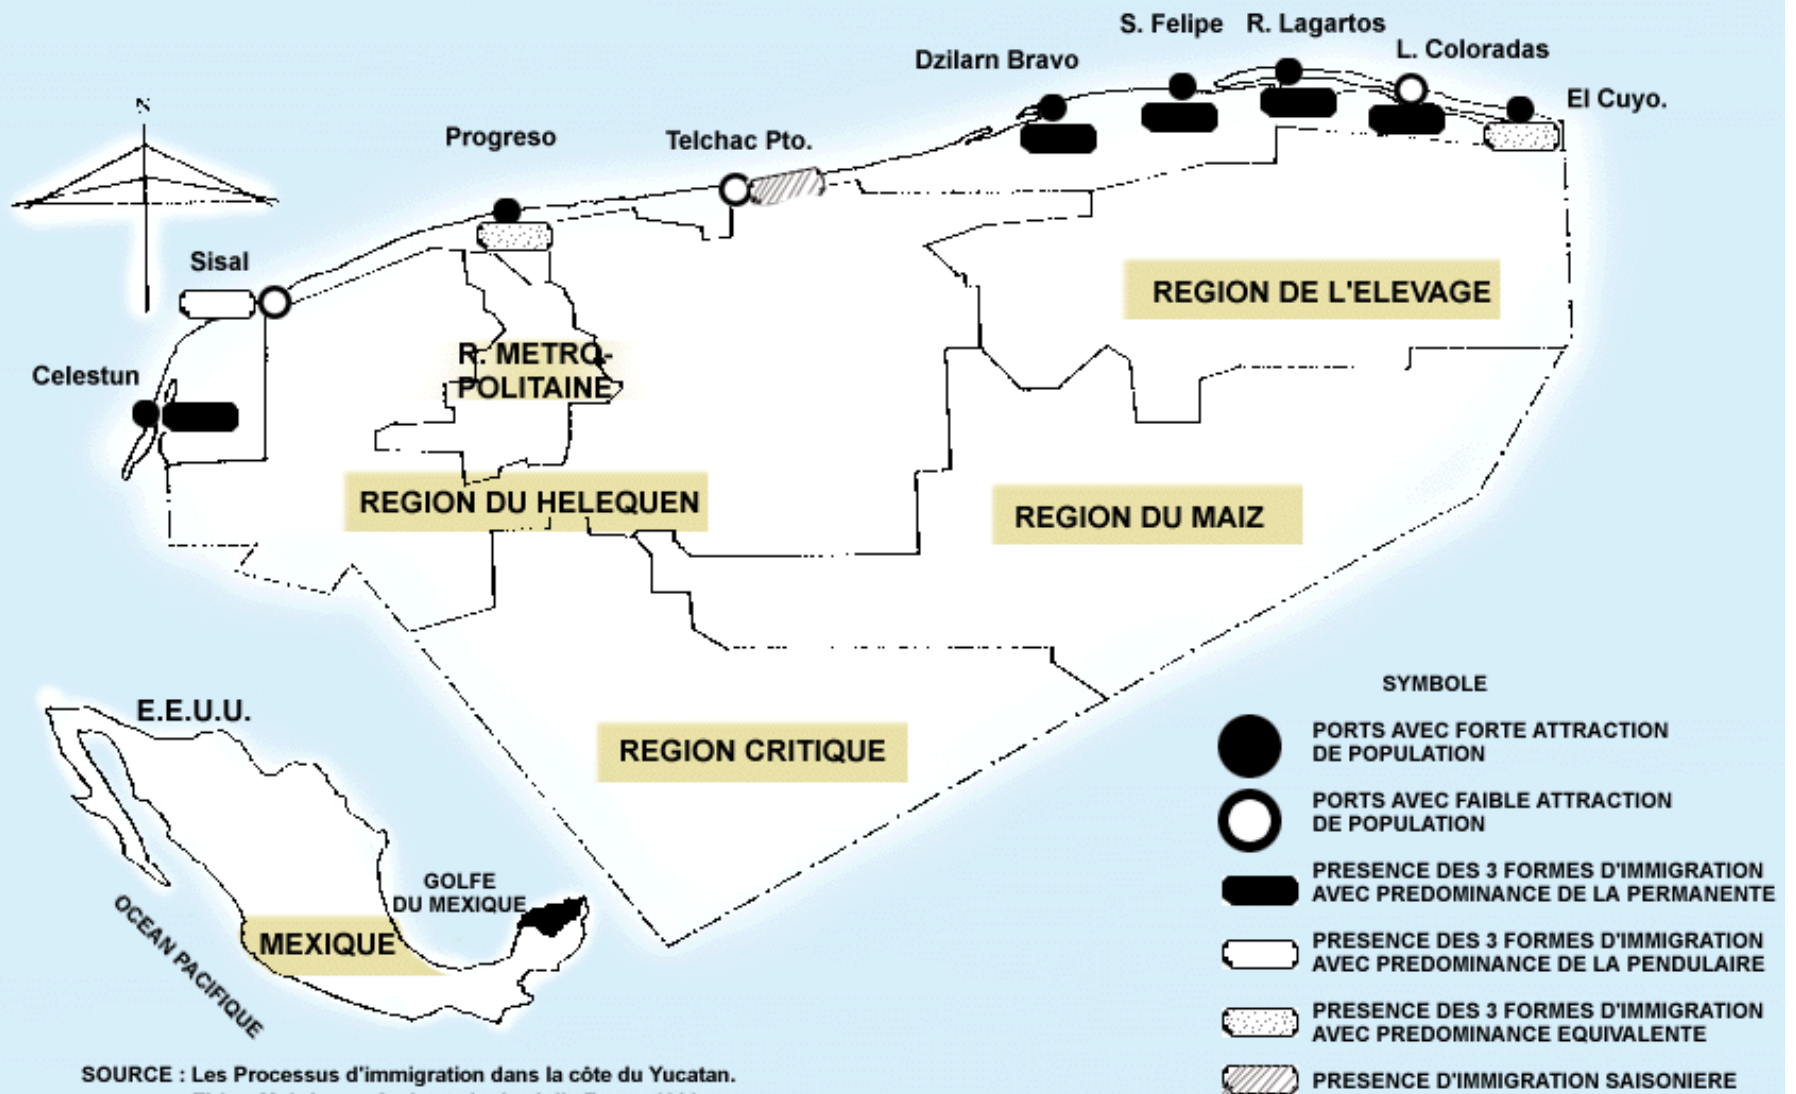 S. Felipe R. Lagartos
L. Coloradas
Dzilarn Bravo
El Cuyo.
N
Progreso
Telchac Pto.
Sisal
REGION DE L'ELEVAGE
R. METRO-
POLITAINE
Celestun
REGION DU HELEQUEN
REGION DU MAIZ
REGION CRITIQUE
E.E.U.U.
GOLFE
DU MEXIQUE
MEXIQUE
OCEAN PACIFIQUE
SYMBOLE
PORTS AVEC FORTE ATTRACTION
DE POPULATION
PORTS AVEC FAIBLE ATTRACTION
DE POPULATION
PRESENCE DES 3 FORMES D'IMMIGRATION
AVEC PREDOMINANCE DE LA PERMANENTE
PRESENCE DES 3 FORMES D'IMMIGRATION
AVEC PREDOMINANCE DE LA PENDULAIRE
PRESENCE DES 3 FORMES D'IMMIGRATION
AVEC PREDOMINANCE EQUIVALENTE
PRESENCE D'IMMIGRATION SAISONIERE
SOURCE : Les Processus d'immigration dans la côte du Yucatan.